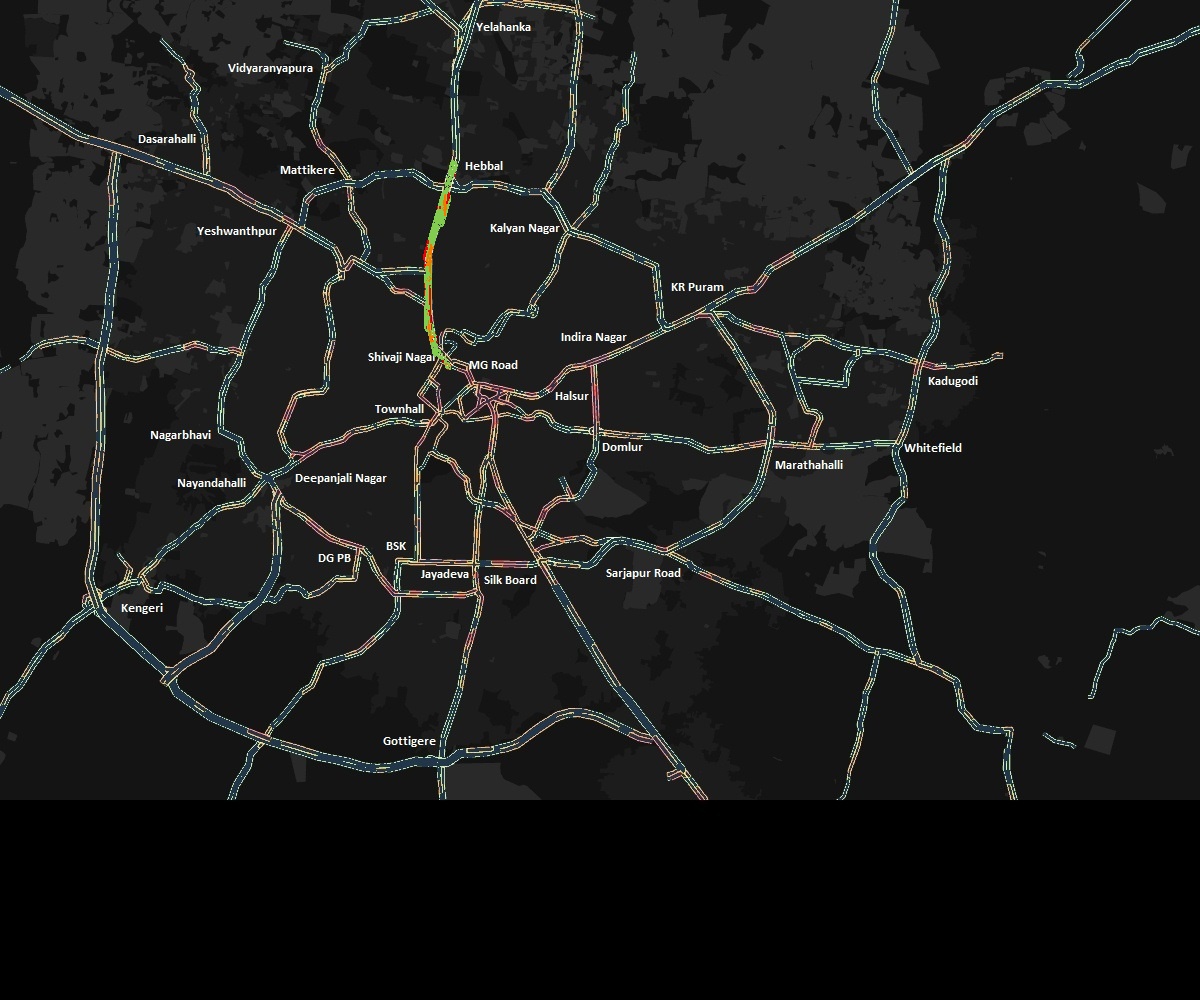 Yelahanka
Vidyaranyapura
Dasarahalli
Hebbal
Mattikere
Kalyan Nagar
Yeshwanthpur
KR Puram
Indira Nagar
Shivaji Nagar
MG Road
Kadugodi
Halsur
Townhall
Nagarbhavi
Domlur
Whitefield
Marathahalli
Deepanjali Nagar
Nayandahalli
BSK
DG PB
Jayadeva
Silk Board
Sarjapur Road
Kengeri
Gottigere